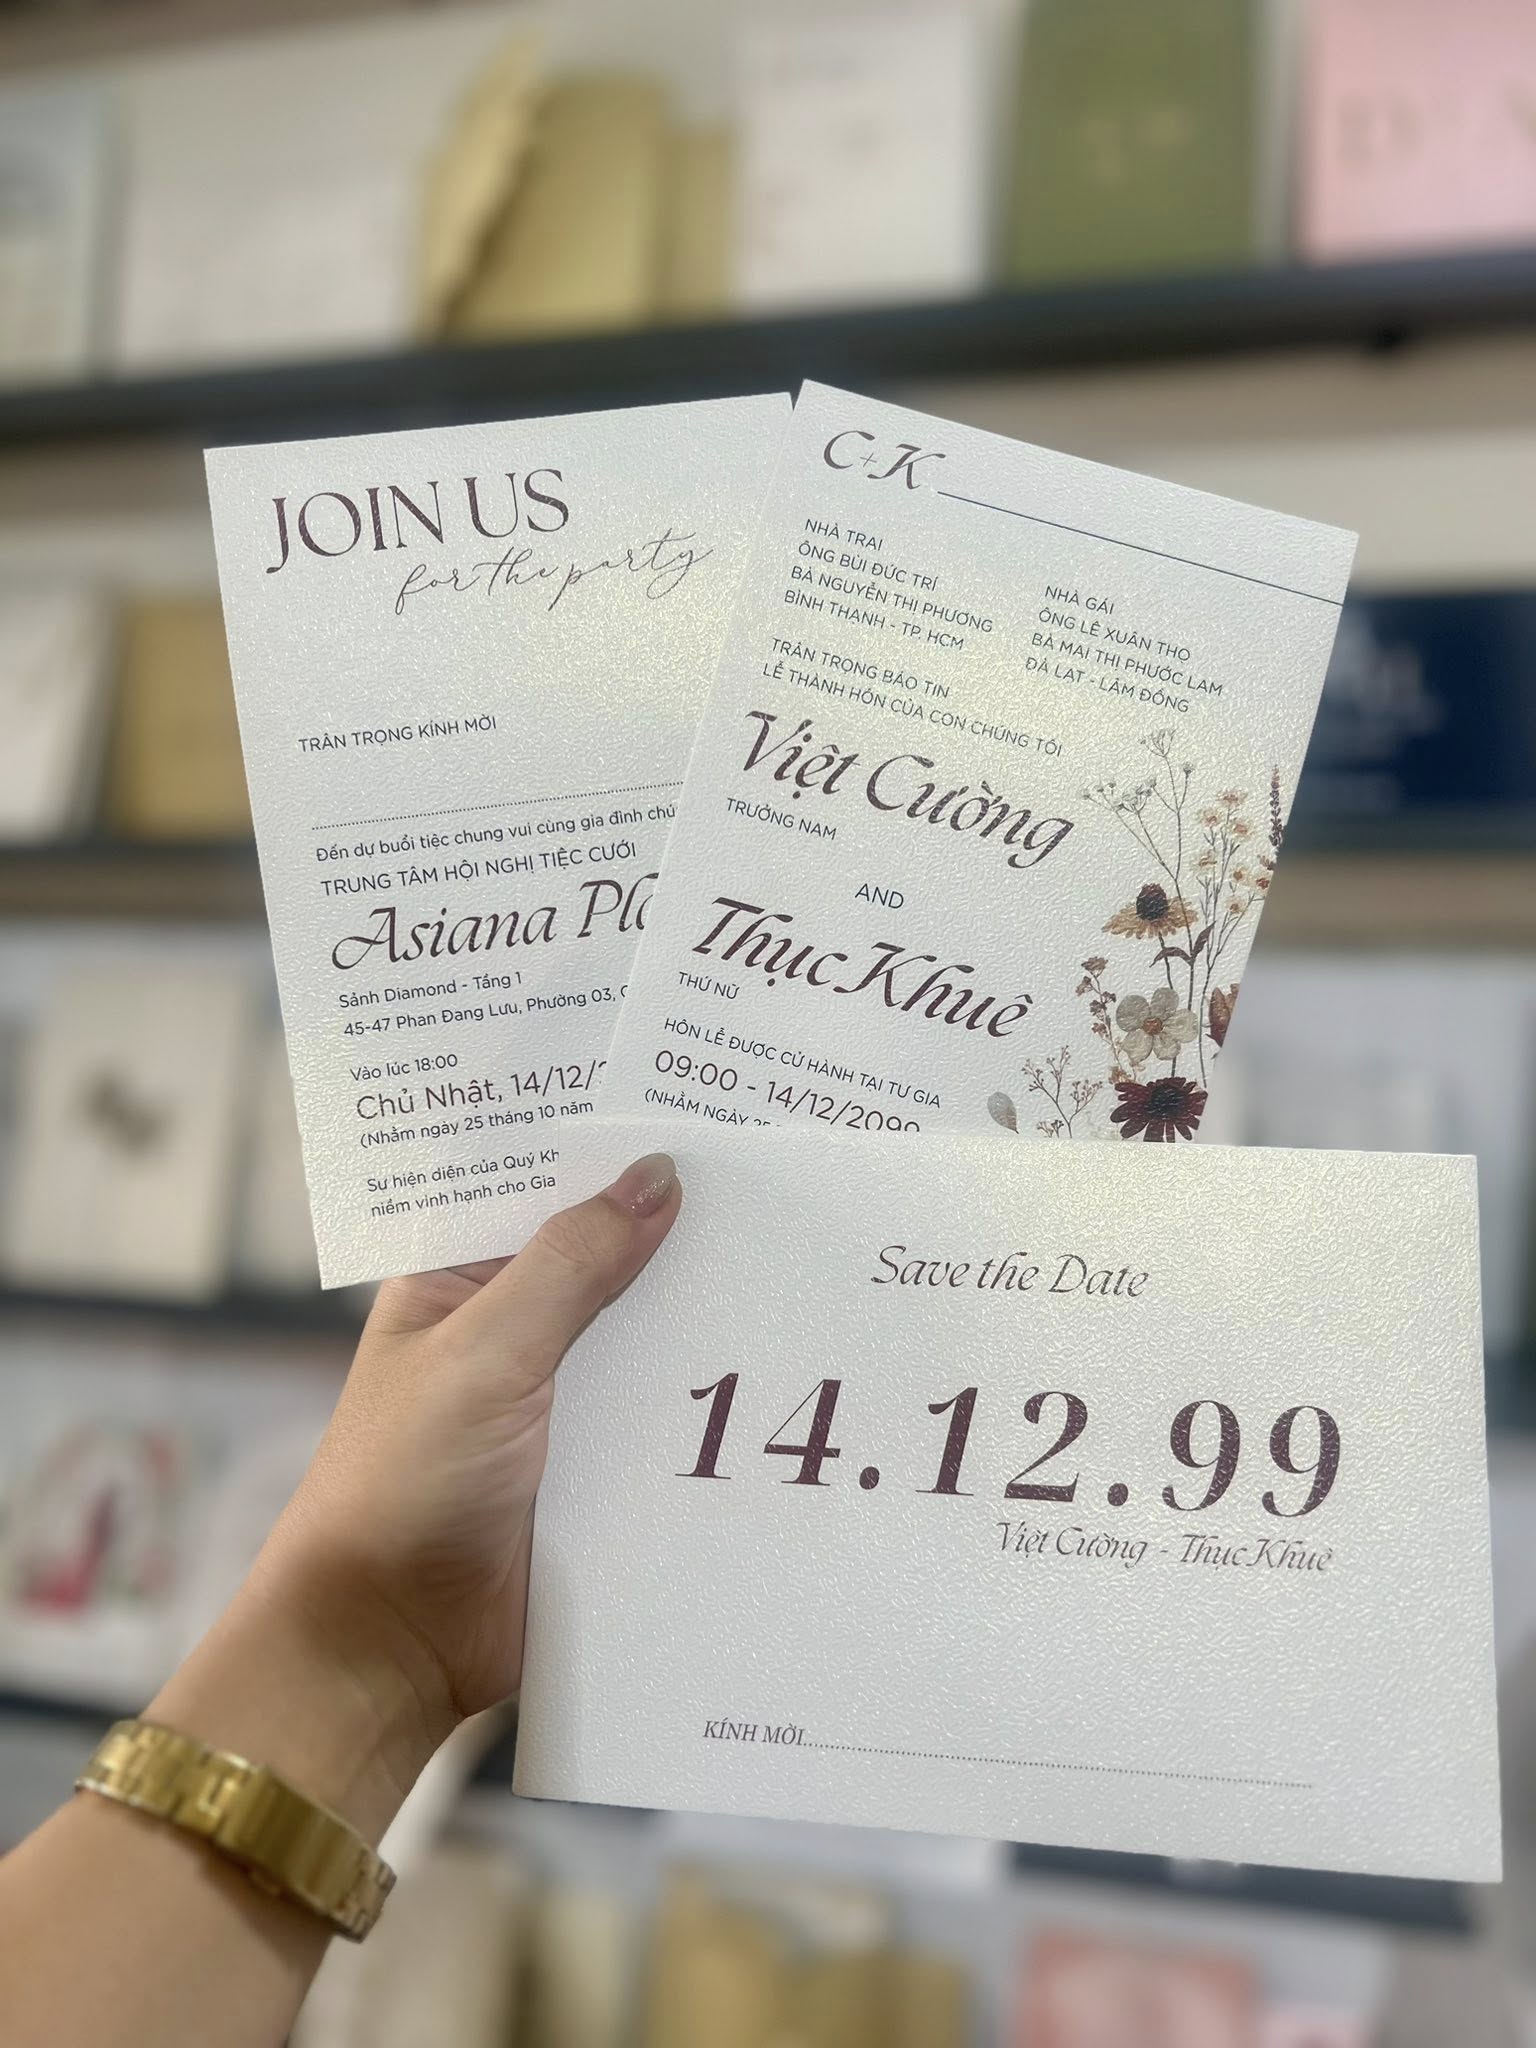 JOIN US
for the party
TRÂN TRỌNG KÍNH MỜI
Đến dự buổi tiệc chung vui cùng gia đình chú
TRUNG TÂM HỘI NGHỊ TIỆC CƯỚI
Asiana Pla
Sảnh Diamond - Tầng 1
45-47 Phan Đang Lưu, Phường 03,
Vào lúc 18:00
Chủ Nhật, 14/12/
(Nhằm ngày 25 tháng 10 năm
Sự hiện diện của Quý Kh
niềm vinh hạnh cho Gia
C+K
NHÀ TRAI
ÔNG BÙI ĐỨC TRÍ
BÀ NGUYỄN THỊ PHƯƠNG
BÌNH THẠNH - TP. HCM
NHÀ GÁI
ÔNG LÊ XUÂN THO
BÀ MAI THỊ PHƯỚC LAM
ĐÀ LẠT - LÂM ĐỒNG
TRÂN TRỌNG BÁO TIN
LỄ THÀNH HÔN CỦA CON CHÚNG TÔI
Việt Cường
TRƯỞNG NAM
AND
Thục Khuê
THỨ NỮ
HÔN LỄ ĐƯỢC CỬ HÀNH TẠI TƯ GIA
09:00 - 14/12/2099
(NHẰM NGÀY 25
Save the Date
14.12.99
Việt Cường - Thục Khuê
KÍNH MỜI